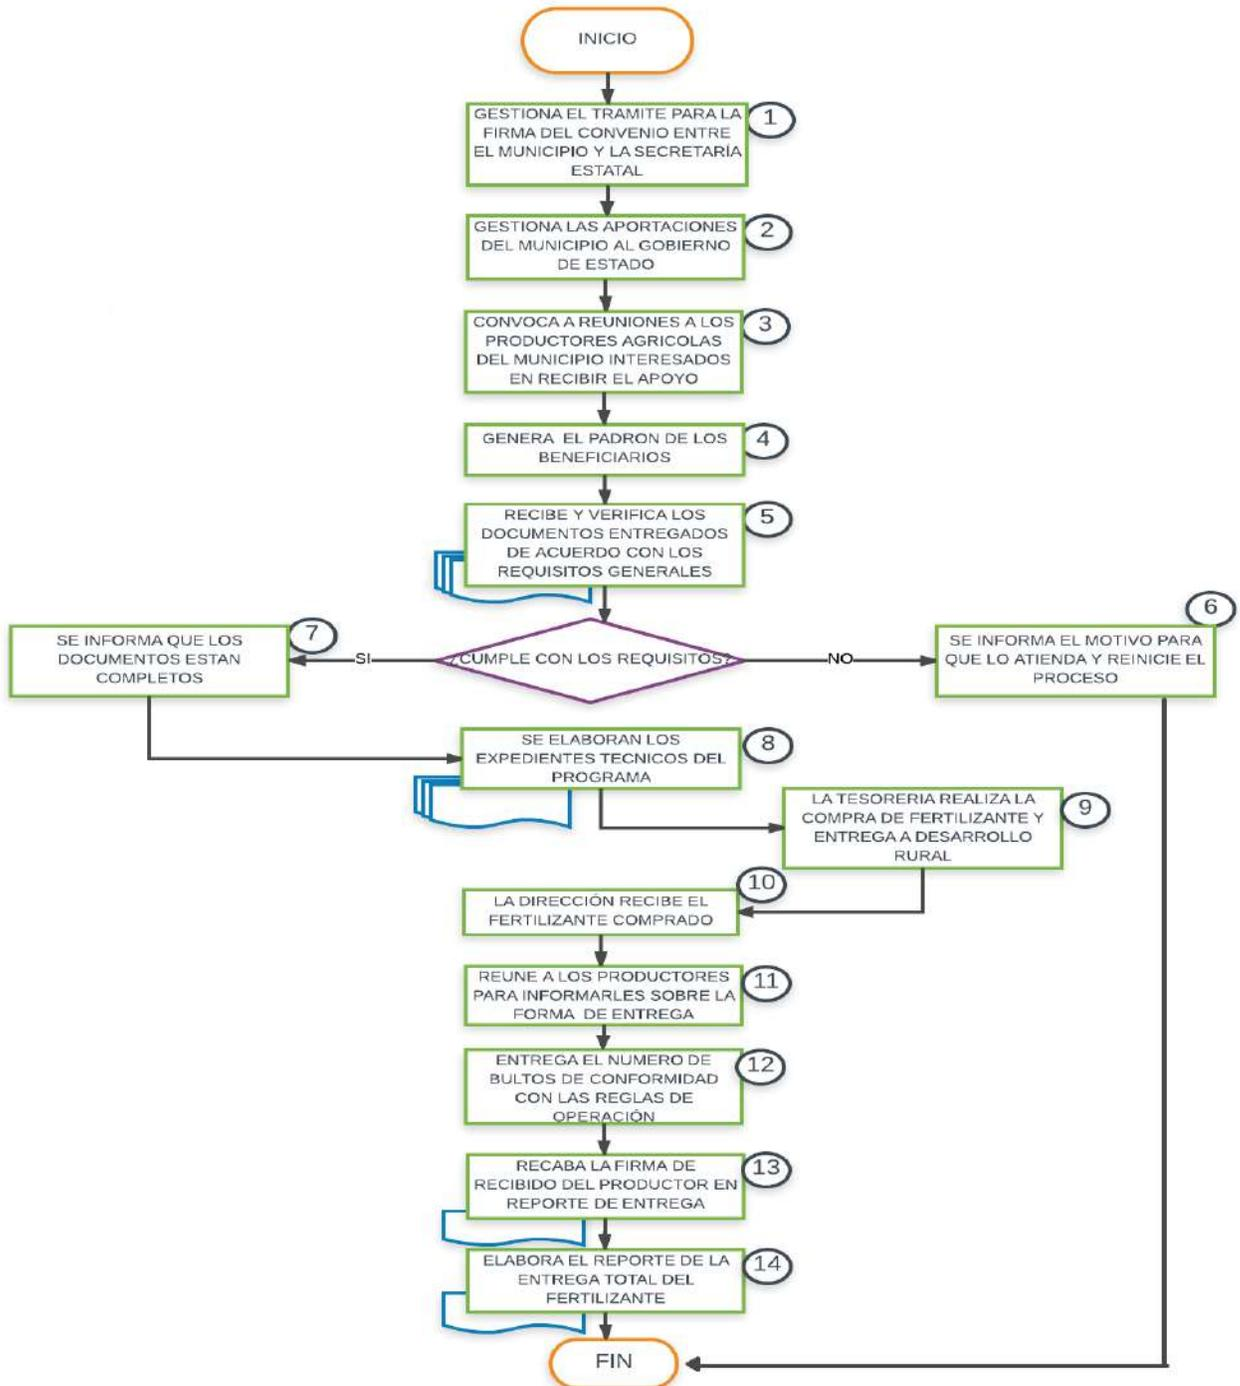 INICIO
1
GESTIONA EL TRAMITE PARA LA
FIRMA DEL CONVENIO ENTRE
EL MUNICIPIO Y LA SECRETARÍA
ESTATAL
2
GESTIONA LAS APORTACIONES
DEL MUNICIPIO AL GOBIERNO
DE ESTADO
3
CONVOCA A REUNIONES A LOS
PRODUCTORES AGRICOLAS
DEL MUNICIPIO INTERESADOS
EN RECIBIR EL APOYO
4
GENERA EL PADRON DE LOS
BENEFICIARIOS
5
RECIBE Y VERIFICA LOS
DOCUMENTOS ENTREGADOS
DE ACUERDO CON LOS
REQUISITOS GENERALES
¿CUMPLE CON LOS REQUISITOS?
NO
6
SE INFORMA EL MOTIVO PARA
QUE LO ATIENDA Y REINICIE EL
PROCESO
SI
7
SE INFORMA QUE LOS
DOCUMENTOS ESTAN
COMPLETOS
8
SE ELABORAN LOS
EXPEDIENTES TECNICOS DEL
PROGRAMA
9
LA TESORERIA REALIZA LA
COMPRA DE FERTILIZANTE Y
ENTREGA A DESARROLLO
RURAL
10
LA DIRECCIÓN RECIBE EL
FERTILIZANTE COMPRADO
11
REUNE A LOS PRODUCTORES
PARA INFORMARLES SOBRE LA
FORMA DE ENTREGA
12
ENTREGA EL NUMERO DE
BULTOS DE CONFORMIDAD
CON LAS REGLAS DE
OPERACIÓN
13
RECABA LA FIRMA DE
RECIBIDO DEL PRODUCTOR EN
REPORTE DE ENTREGA
14
ELABORA EL REPORTE DE LA
ENTREGA TOTAL DEL
FERTILIZANTE
FIN